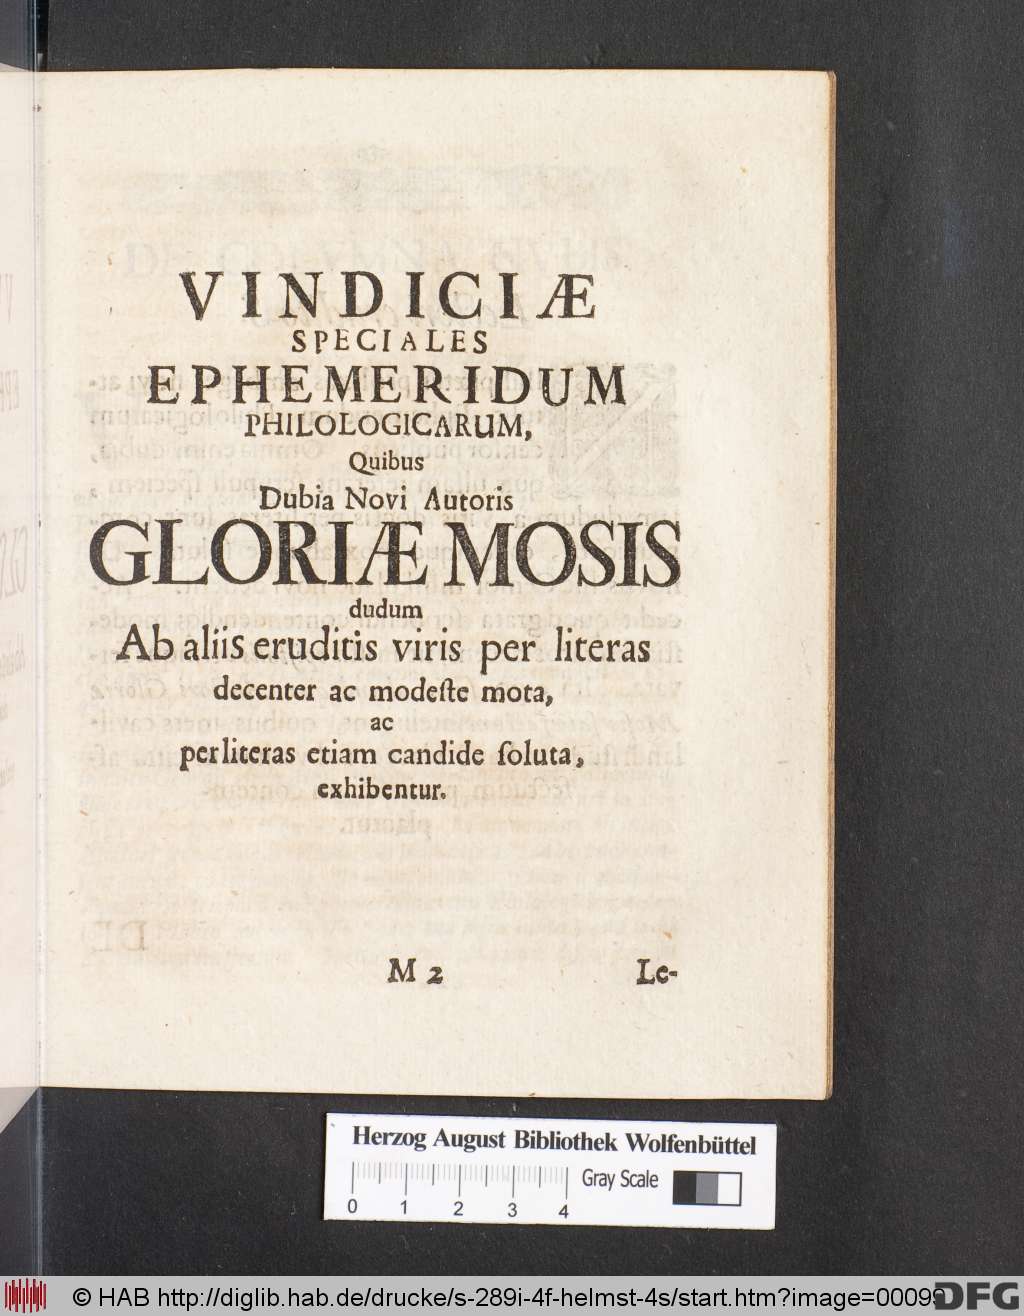 VINDICIÆ
SPECIALES
EPHEMERIDUM
PHILOLOGICARUM,
Quibus
Dubia Novi Autoris
GLORIÆ MOSIS
dudum
Ab aliis eruditis viris per literas
decenter ac modeſte mota,
ac
per literas etiam candide ſoluta,
exhibentur.
M 2 Le-
Herzog August Bibliothek Wolfenbüttel
Gray Scale
0 1 2 3 4
© HAB http://diglib.hab.de/drucke/s-289i-4f-helmst-4s/start.htm?image=00098
DFG